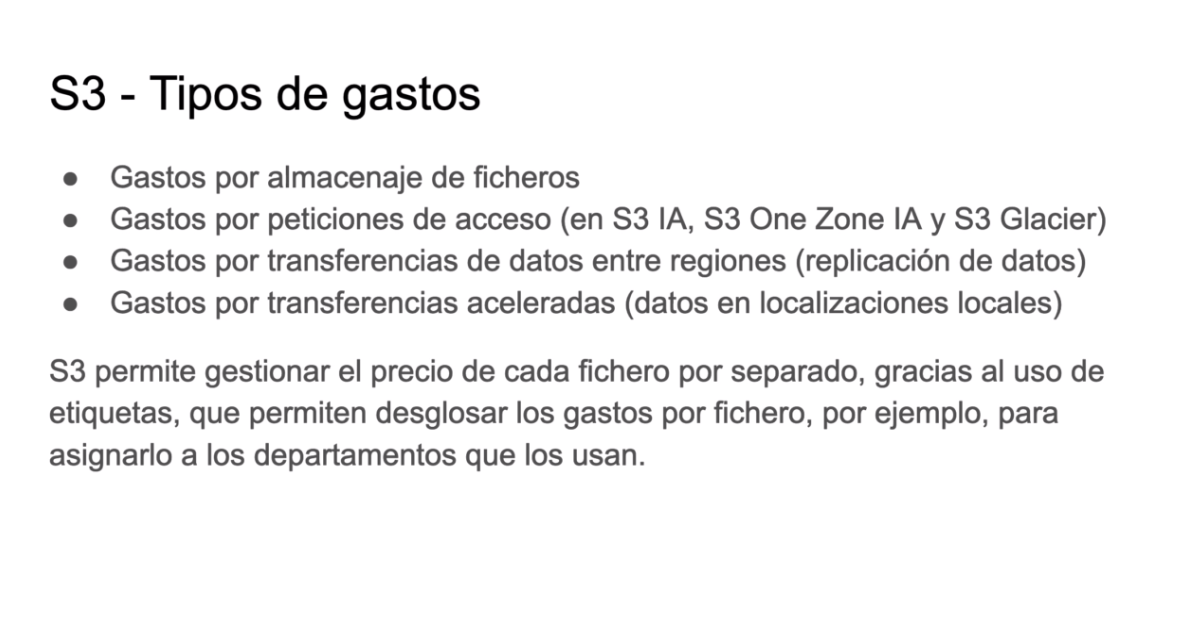 S3 - Tipos de gastos
● Gastos por almacenaje de ficheros
● Gastos por peticiones de acceso (en S3 IA, S3 One Zone IA y S3 Glacier)
● Gastos por transferencias de datos entre regiones (replicación de datos)
● Gastos por transferencias aceleradas (datos en localizaciones locales)
S3 permite gestionar el precio de cada fichero por separado, gracias al uso de
etiquetas, que permiten desglosar los gastos por fichero, por ejemplo, para
asignarlo a los departamentos que los usan.